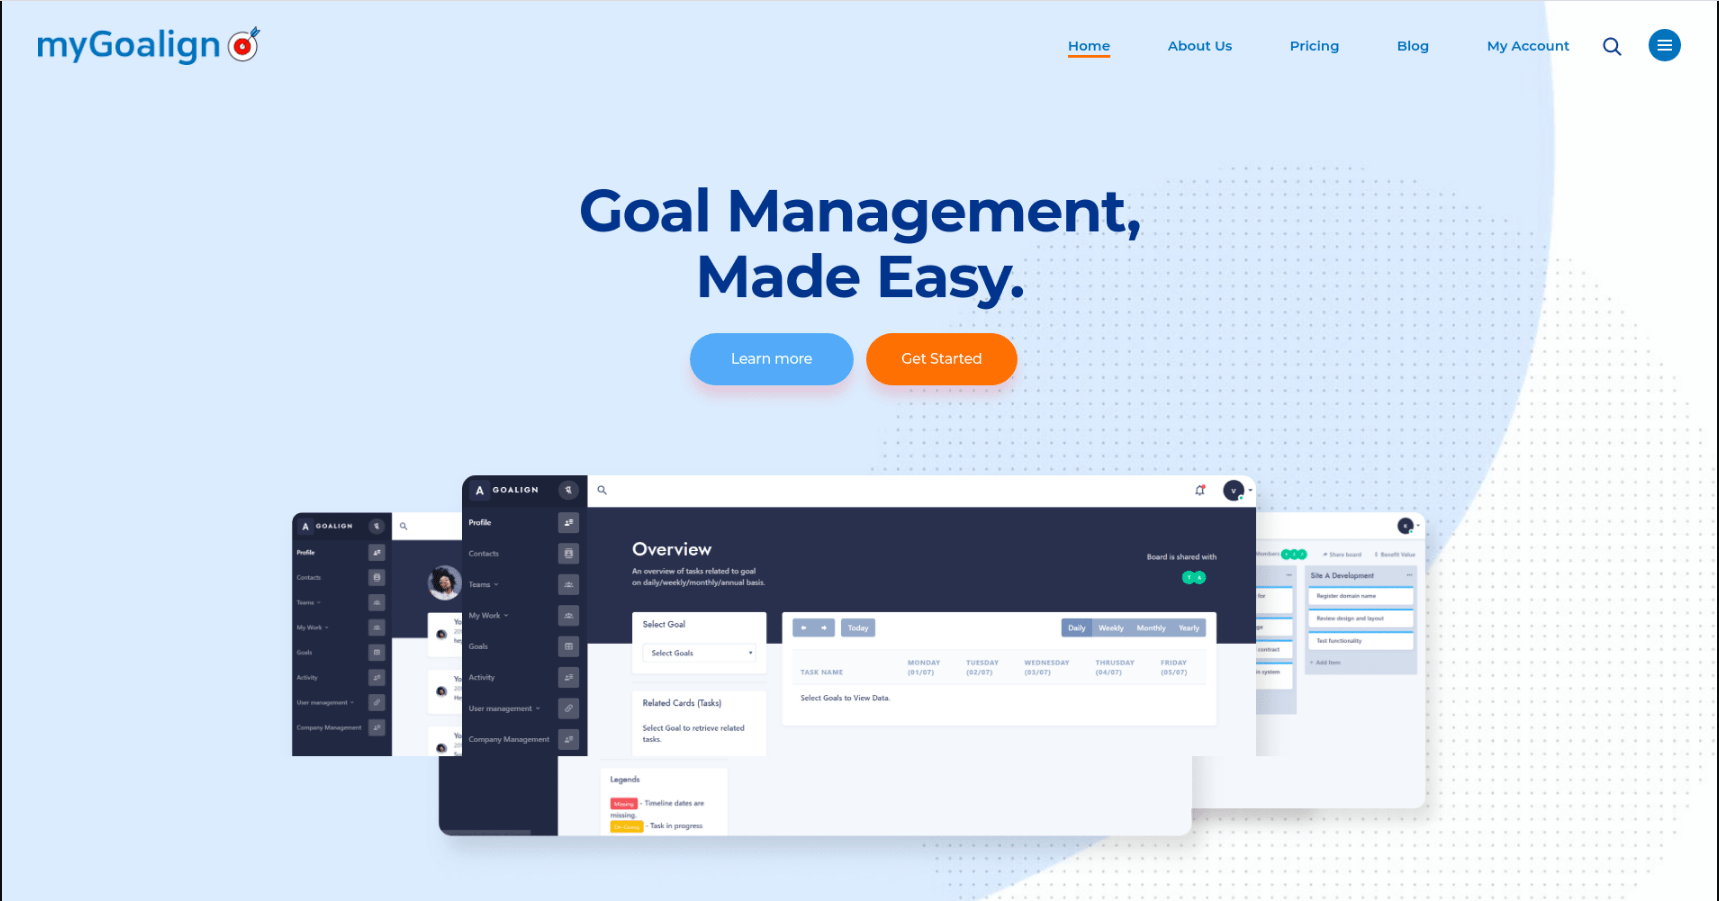 myGoalign
Home
About Us
Pricing
Blog
My Account
Goal Management,
Made Easy.
Learn more
Get Started
A GOALIGN
Profile
Contacts
Teams
My Work
Goals
Activity
User management
Company Management
A GOALIGN
Profile
Contacts
Teams
My Work
Goals
Activity
User management
Company Management
V
Overview
An overview of tasks related to goal
on daily/weekly/monthly/annual basis.
Board is shared with
T A
Select Goal
Select Goals
Related Cards (Tasks)
Select Goal to retrieve related
tasks.
Today
Daily Weekly Monthly Yearly
TASK NAME
MONDAY
(01/07)
TUESDAY
(02/07)
WEDNESDAY
(03/07)
THRUSDAY
(04/07)
FRIDAY
(05/07)
Select Goals to View Data.
Legends
Missing - Timeline dates are
missing.
On-Going - Task in progress
Share board
Benefit Value
Site A Development
Register domain name
Review design and layout
Test functionality
+ Add Item
for
contract
system